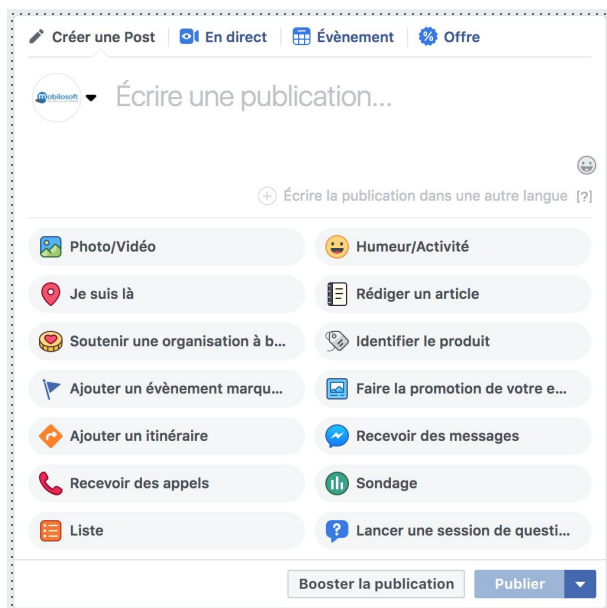 Créer une Post En direct Évènement Offre
mobilosoft Écrire une publication...
Écrire la publication dans une autre langue [?]
Photo/Vidéo Humeur/Activité
Je suis là Rédiger un article
Soutenir une organisation à b... Identifier le produit
Ajouter un évènement marqu... Faire la promotion de votre e...
Ajouter un itinéraire Recevoir des messages
Recevoir des appels Sondage
Liste Lancer une session de questi...
Booster la publication Publier